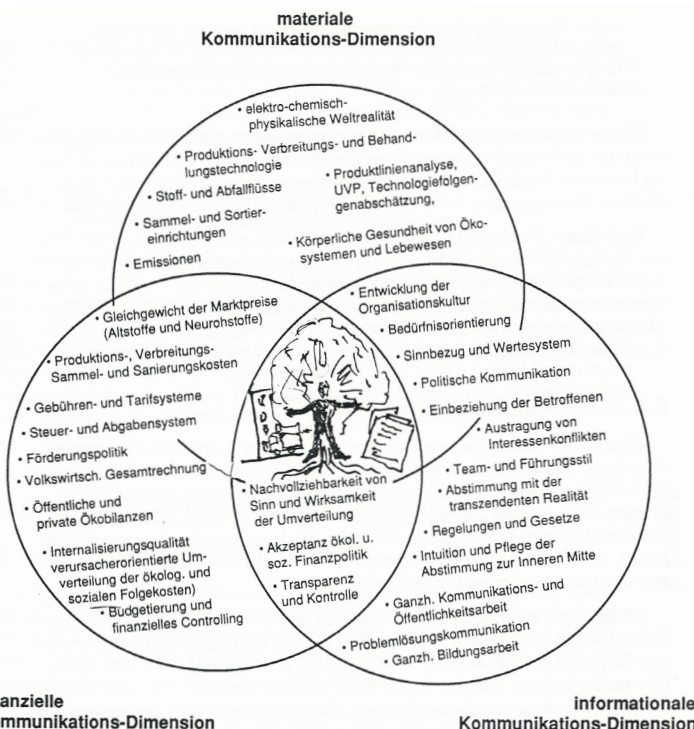 materiale
Kommunikations-Dimension
• elektro-chemisch-
physikalische Weltrealität
• Produktions- Verbreitungs- und Behand-
lungstechnologie
• Produktlinienanalyse,
UVP, Technologiefolgen-
genabschätzung,
• Stoff- und Abfallflüsse
• Sammel- und Sortier-
einrichtungen
• Körperliche Gesundheit von Öko-
systemen und Lebewesen
• Emissionen
• Gleichgewicht der Marktpreise
(Altstoffe und Neurohstoffe)
• Produktions-, Verbreitungs-
Sammel- und Sanierungskosten
• Gebühren- und Tarifsysteme
• Steuer- und Abgabensystem
• Förderungspolitik
• Volkswirtsch. Gesamtrechnung
• Öffentliche und
private Ökobilanzen
• Internalisierungsqualität
verursacherorientierte Um-
verteilung der ökolog. und
sozialen Folgekosten)
• Budgetierung und
finanzielles Controlling
• Nachvollziehbarkeit von
Sinn und Wirksamkeit
der Umverteilung
• Akzeptanz ökol. u.
soz. Finanzpolitik
• Transparenz
und Kontrolle
• Entwicklung der
Organisationskultur
• Bedürfnisorientierung
• Sinnbezug und Wertesystem
• Politische Kommunikation
• Einbeziehung der Betroffenen
• Austragung von
Interessenkonflikten
• Team- und Führungsstil
• Abstimmung mit der
transzendenten Realität
• Regelungen und Gesetze
• Intuition und Pflege der
Abstimmung zur Inneren Mitte
• Ganzh. Kommunikations- und
Öffentlichkeitsarbeit
• Problemlösungskommunikation
• Ganzh. Bildungsarbeit
anzielle
mmunikations-Dimension
informationale
Kommunikations-Dimension